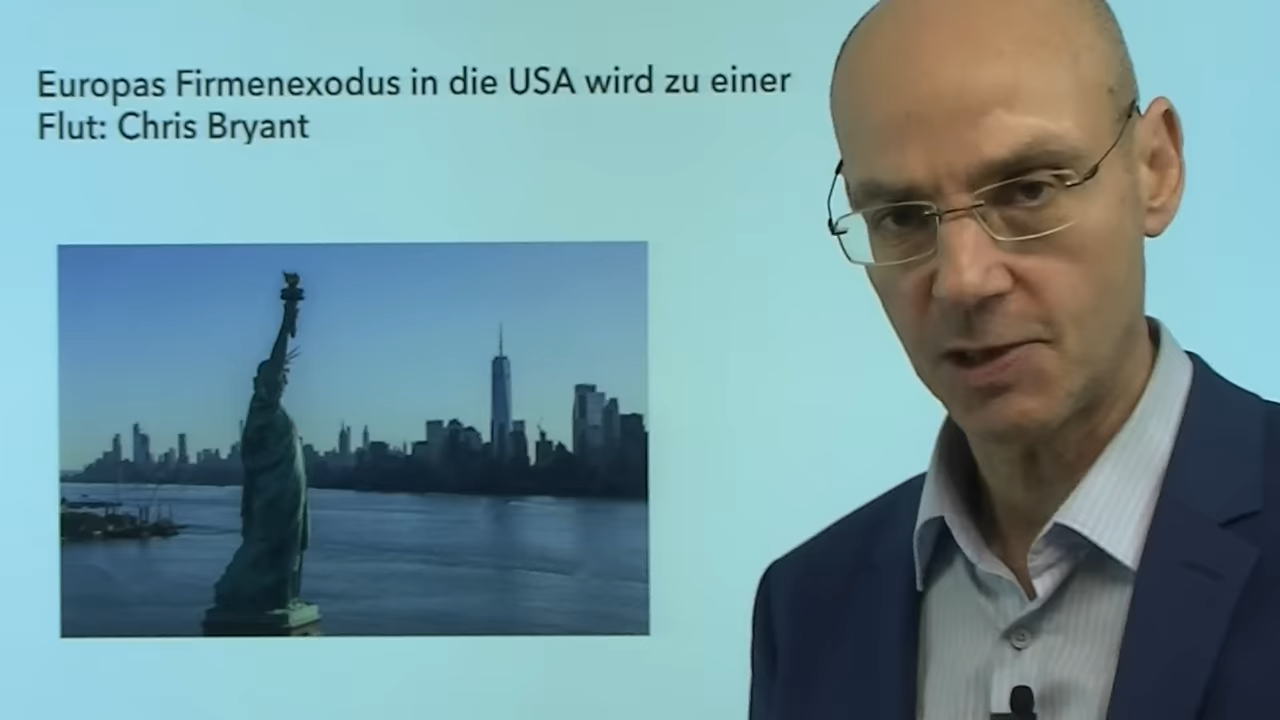 Europas Firmenexodus in die USA wird zu einer
Flut: Chris Bryant